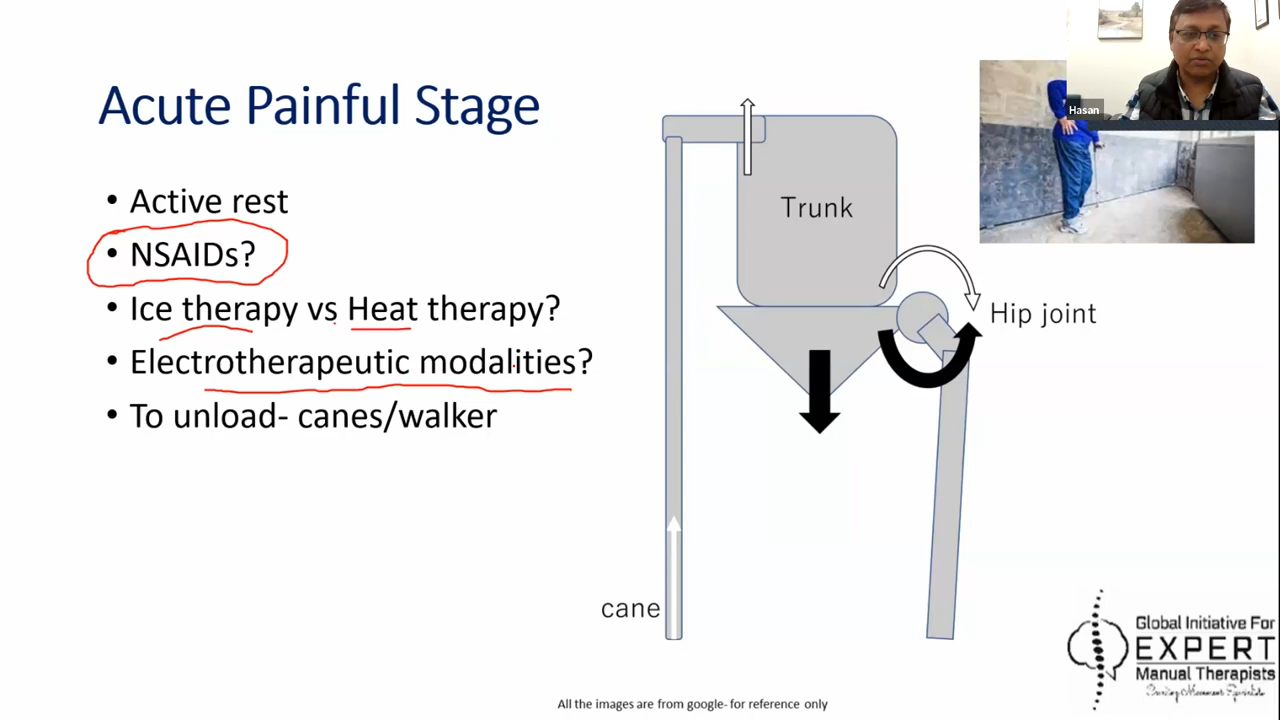 Acute Painful Stage
• Active rest
• NSAIDs?
• Ice therapy vs Heat therapy?
• Electrotherapeutic modalities?
• To unload- canes/walker
Trunk
Hip joint
cane
Hasan
Global Initiative For
EXPERT
Manual Therapists
All the images are from google- for reference only